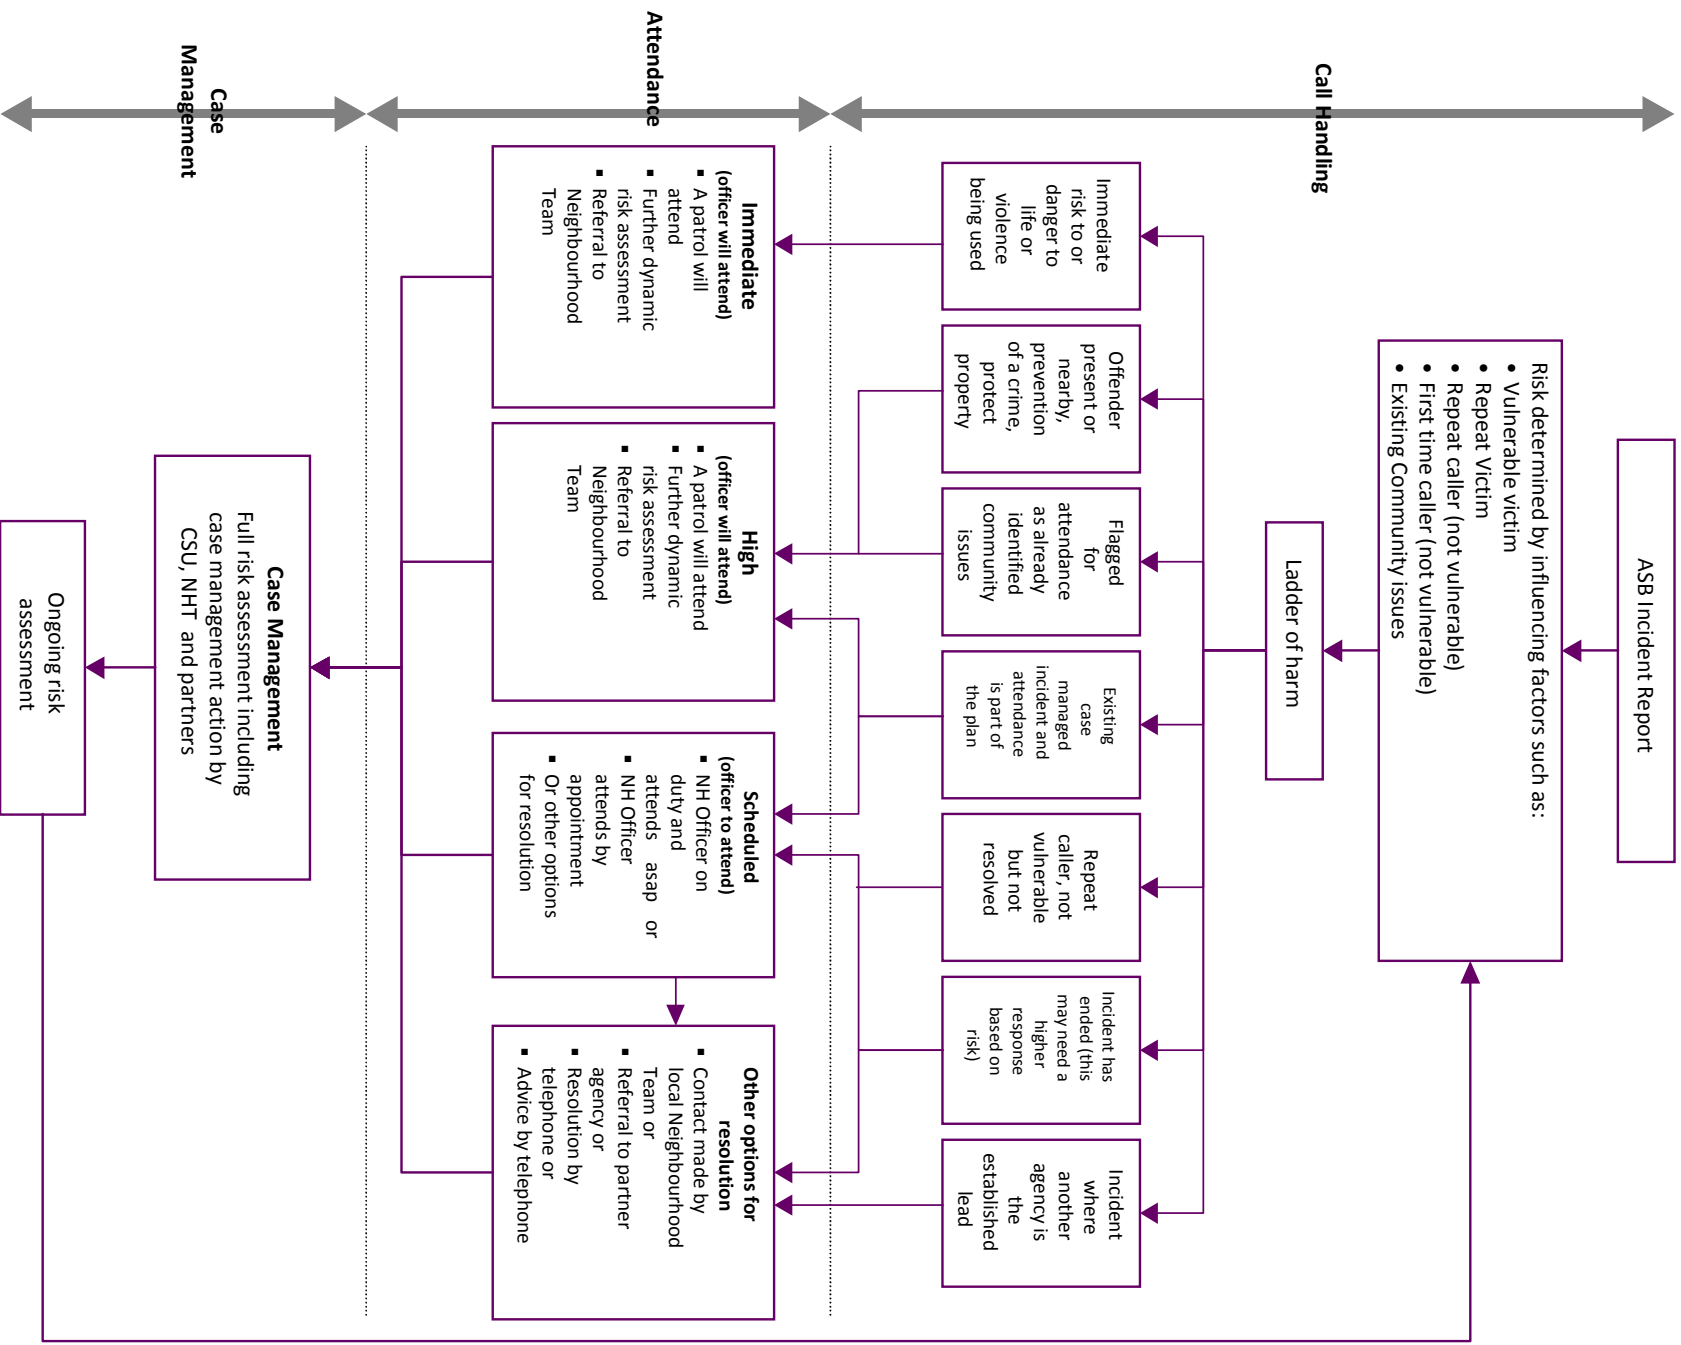 Call Handling
ASB Incident Report
Risk determined by influencing factors such as:
• Vulnerable victim
• Repeat Victim
• Repeat caller (not vulnerable)
• First time caller (not vulnerable)
• Existing Community issues
Ladder of harm
Immediate
risk to or
danger to
life or
violence
being used
Offender
present or
nearby,
prevention
of a crime,
protect
property
Flagged
for
attendance
as already
identified
community
issues
Existing
case
managed
incident and
attendance
is part of
the plan
Repeat
caller, not
vulnerable
but not
resolved
Incident has
ended (this
may need a
higher
response
based on
risk)
Incident
where
another
agency is
the
established
lead
Attendance
Immediate
(officer will attend)
▪ A patrol will
attend
▪ Further dynamic
risk assessment
▪ Referral to
Neighbourhood
Team
High
(officer will attend)
▪ A patrol will attend
▪ Further dynamic
risk assessment
▪ Referral to
Neighbourhood
Team
Scheduled
(officer to attend)
▪ NH Officer on
duty and
attends asap or
▪ NH Officer
attends by
appointment
▪ Or other options
for resolution
Other options for
resolution
▪ Contact made by
local Neighbourhood
Team or
▪ Referral to partner
agency or
▪ Resolution by
telephone or
▪ Advice by telephone
Case
Management
Case Management
Full risk assessment including
case management action by
CSU, NHT and partners
Ongoing risk
assessment